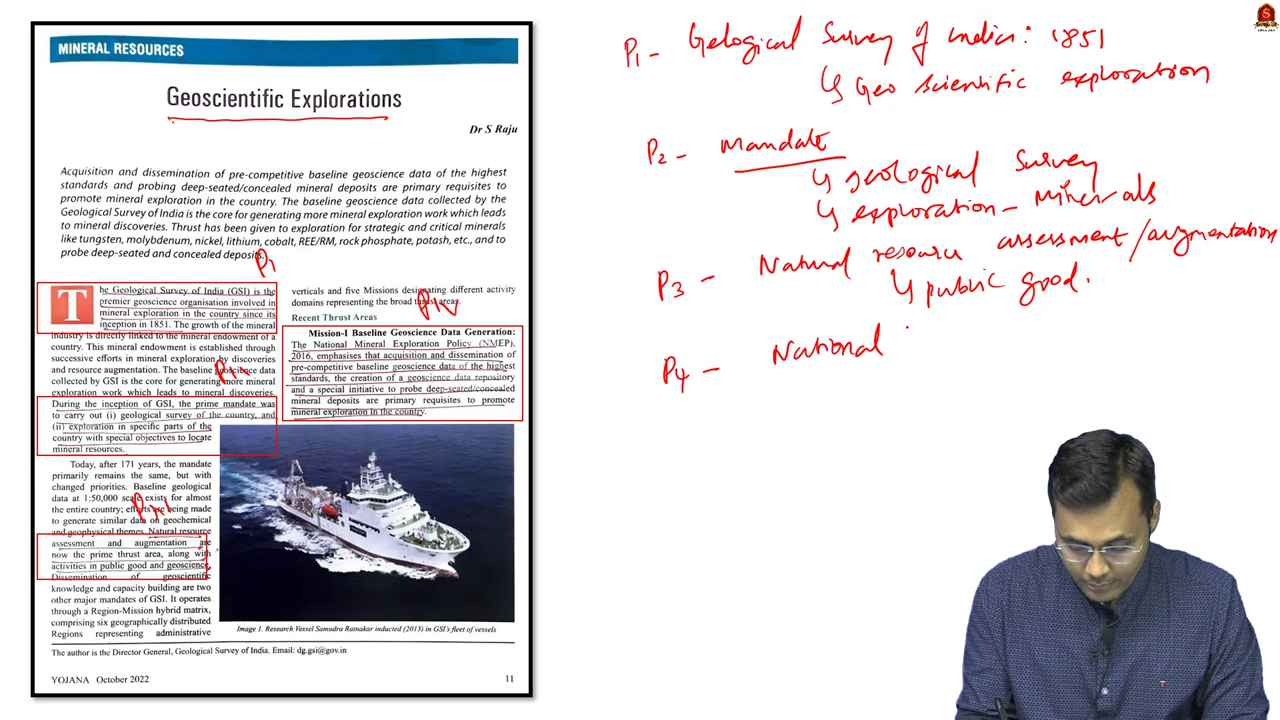 MINERAL RESOURCES
Geoscientific Explorations
Dr S Raju
Acquisition and dissemination of pre-competitive baseline geoscience data of the highest
standards and probing deep-seated/concealed mineral deposits are primary requisites to
promote mineral exploration in the country. The baseline geoscience data collected by the
Geological Survey of India is the core for generating more mineral exploration work which leads
to mineral discoveries. Thrust has been given to exploration for strategic and critical minerals
like tungsten, molybdenum, nickel, lithium, cobalt, REE/RM, rock phosphate, potash, etc., and to
probe deep-seated and concealed deposits.
P1
The Geological Survey of India (GSI) is the
premier geoscience organisation involved in
mineral exploration in the country since its
inception in 1851. The growth of the mineral
industry is directly linked to the mineral endowment of a
country. This mineral endowment is established through
successive efforts in mineral exploration by discoveries
and resource augmentation. The baseline geoscience data
collected by GSI is the core for generating more mineral
exploration work which leads to mineral discoveries.
During the inception of GSI, the prime mandate was
to carry out (i) geological survey of the country, and
(ii) exploration in specific parts of the
country with special objectives to locate
mineral resources.
Today, after 171 years, the mandate
primarily remains the same, but with
changed priorities. Baseline geological
data at 1:50,000 scale exists for almost
the entire country; efforts are being made
to generate similar data on geochemical
and geophysical themes. Natural resource
assessment and augmentation are
now the prime thrust area, along with
activities in public good and geoscience.
Dissemination of geoscientific
knowledge and capacity building are two
other major mandates of GSI. It operates
through a Region-Mission hybrid matrix,
comprising six geographically distributed
Regions representing administrative
verticals and five Missions designating different activity
domains representing the broad thrust areas.
Recent Thrust Areas
Mission-I Baseline Geoscience Data Generation:
The National Mineral Exploration Policy (NMEP),
2016, emphasises that acquisition and dissemination of
pre-competitive baseline geoscience data of the highest
standards, the creation of a geoscience data repository
and a special initiative to probe deep-seated/concealed
mineral deposits are primary requisites to promote
mineral exploration in the country.
Image 1. Research Vessel Samudra Ratnakar inducted (2013) in GSI's fleet of vessels
The author is the Director General, Geological Survey of India. Email: dg.gsi@gov.in
YOJANA October 2022
11
P1 - Gelogical Survey of India: 1851
Geo scientific exploration
P2 - Mandate
geological Survey
exploration - Minerals
P3 - Natural resource assessment/augmentation
public good.
P4 - National